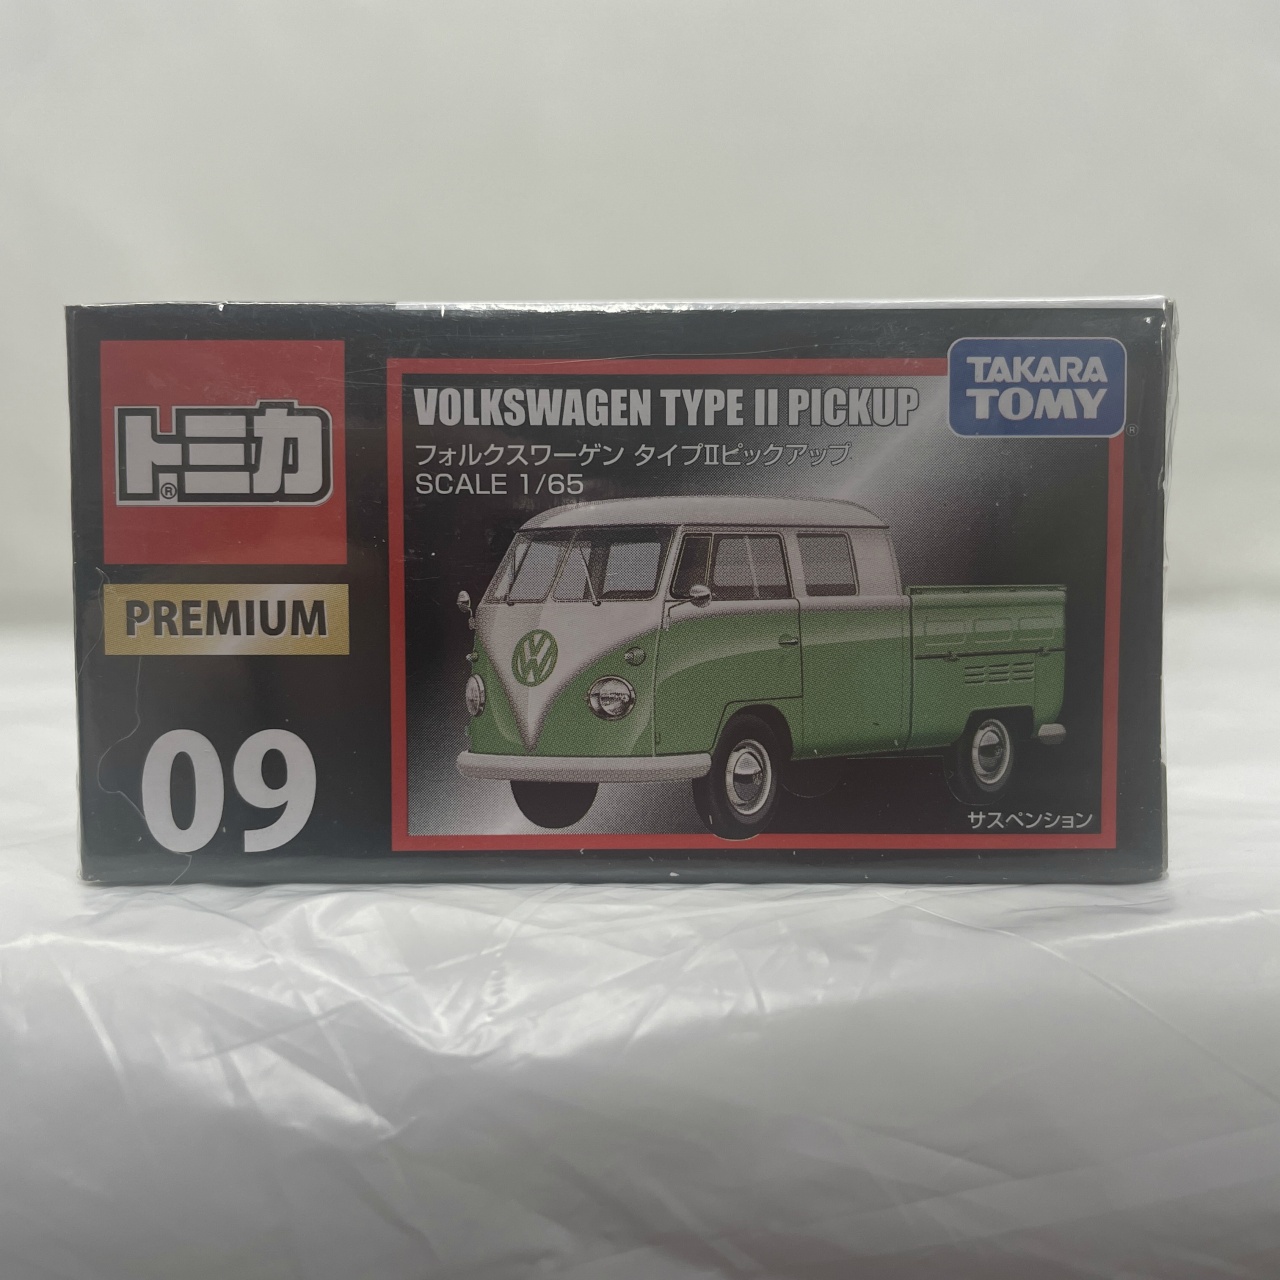 トミカ®
PREMIUM
09
VOLKSWAGEN TYPE II PICKUP
フォルクスワーゲン タイプⅡピックアップ
SCALE 1/65
TAKARA
TOMY®
サスペンション